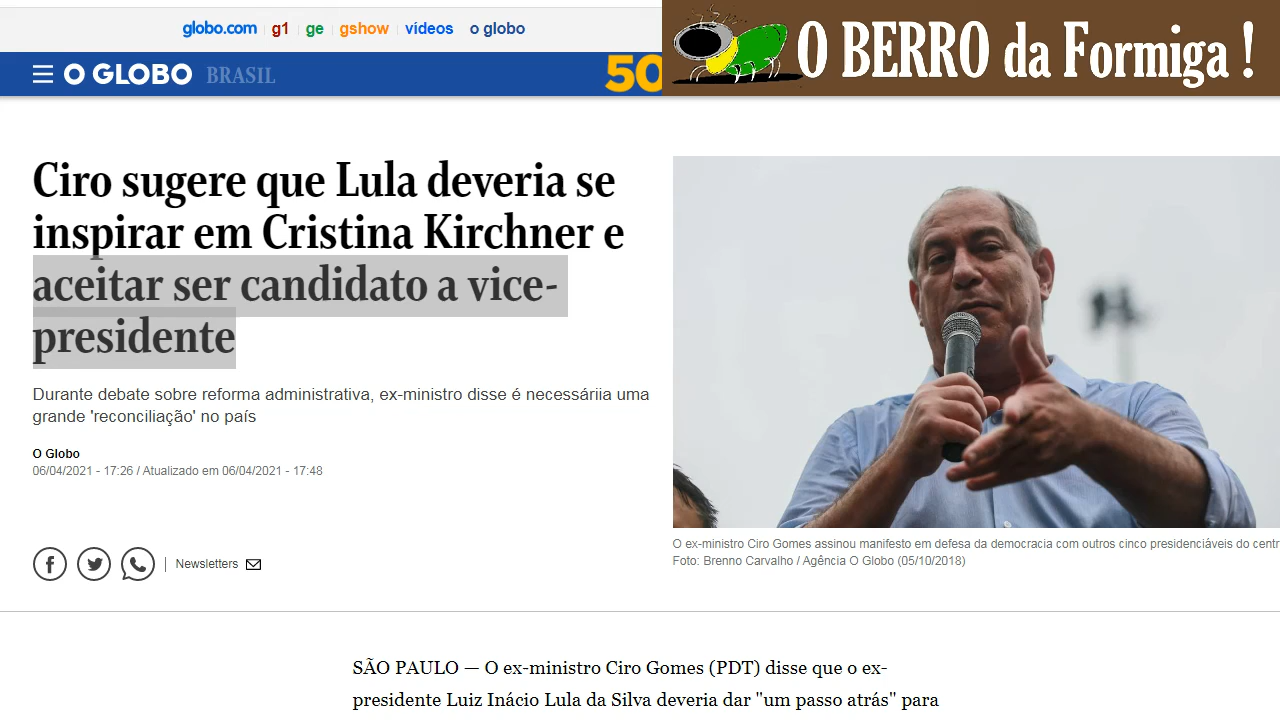 globo.com g1 ge gshow vídeos o globo
O GLOBO BRASIL
50
O BERRO da Formiga !
Ciro sugere que Lula deveria se
inspirar em Cristina Kirchner e
aceitar ser candidato a vice-
presidente
Durante debate sobre reforma administrativa, ex-ministro disse é necessáriia uma
grande 'reconciliação' no país
O Globo
06/04/2021 - 17:26 / Atualizado em 06/04/2021 - 17:48
Newsletters
O ex-ministro Ciro Gomes assinou manifesto em defesa da democracia com outros cinco presidenciáveis do centr
Foto: Brenno Carvalho / Agência O Globo (05/10/2018)
SÃO PAULO — O ex-ministro Ciro Gomes (PDT) disse que o ex-
presidente Luiz Inácio Lula da Silva deveria dar "um passo atrás" para